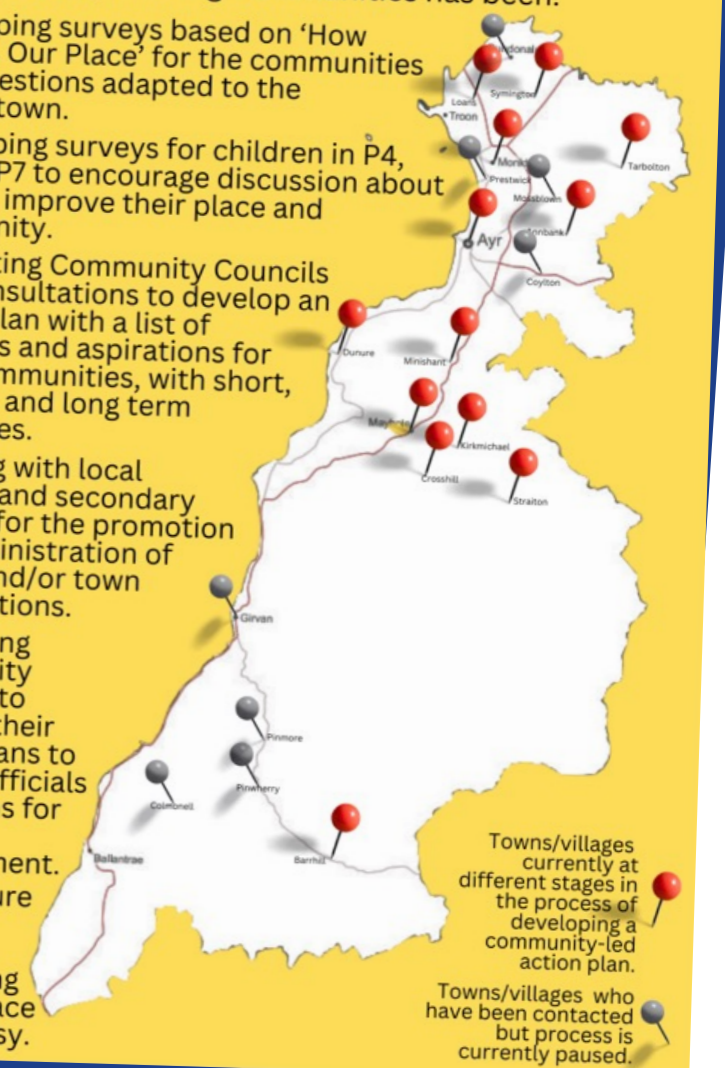 has been:
ping surveys based on ‘How
Our Place’ for the communities
estions adapted to the
town.
ping surveys for children in P4,
P7 to encourage discussion about
improve their place and
nity.
ting Community Councils
nsultations to develop an
lan with a list of
s and aspirations for
mmunities, with short,
and long term
es.
g with local
and secondary
for the promotion
inistration of
nd/or town
tions.
ng
ity
to
their
ans to
fficials
s for
ment.
ure
ng
ace
sy.
donal
Loans
Symington
Troon
Monk
Prestwick
Tarbolton
Mossblown
Annbank
Ayr
Coylton
Dunure
Minishant
Kirkmichael
Crosshill
Straiton
Girvan
Pinmore
Pinwherry
Colmonell
Barrhill
Ballantrae
Towns/villages
currently at
different stages in
the process of
developing a
community-led
action plan.
Towns/villages who
have been contacted
but process is
currently paused.